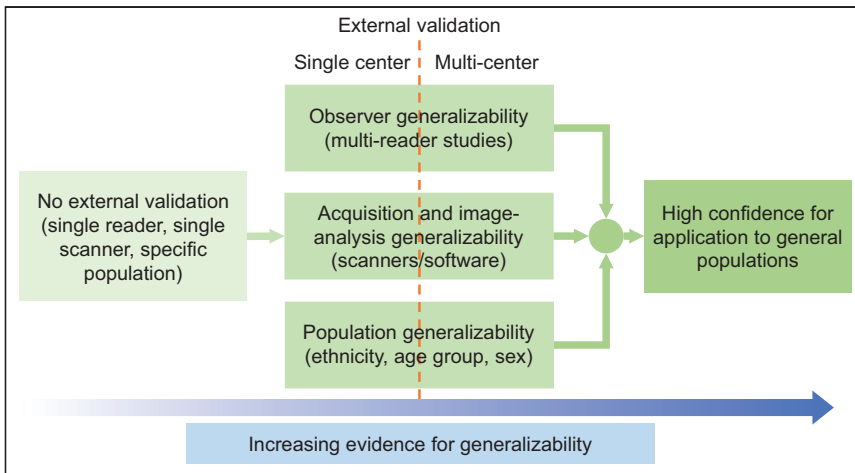 External validation
Single center
Multi-center
Observer generalizability
(multi-reader studies)
No external validation
(single reader, single
scanner, specific
population)
Acquisition and image-
analysis generalizability
(scanners/software)
High confidence for
application to general
populations
Population generalizability
(ethnicity, age group, sex)
Increasing evidence for generalizability